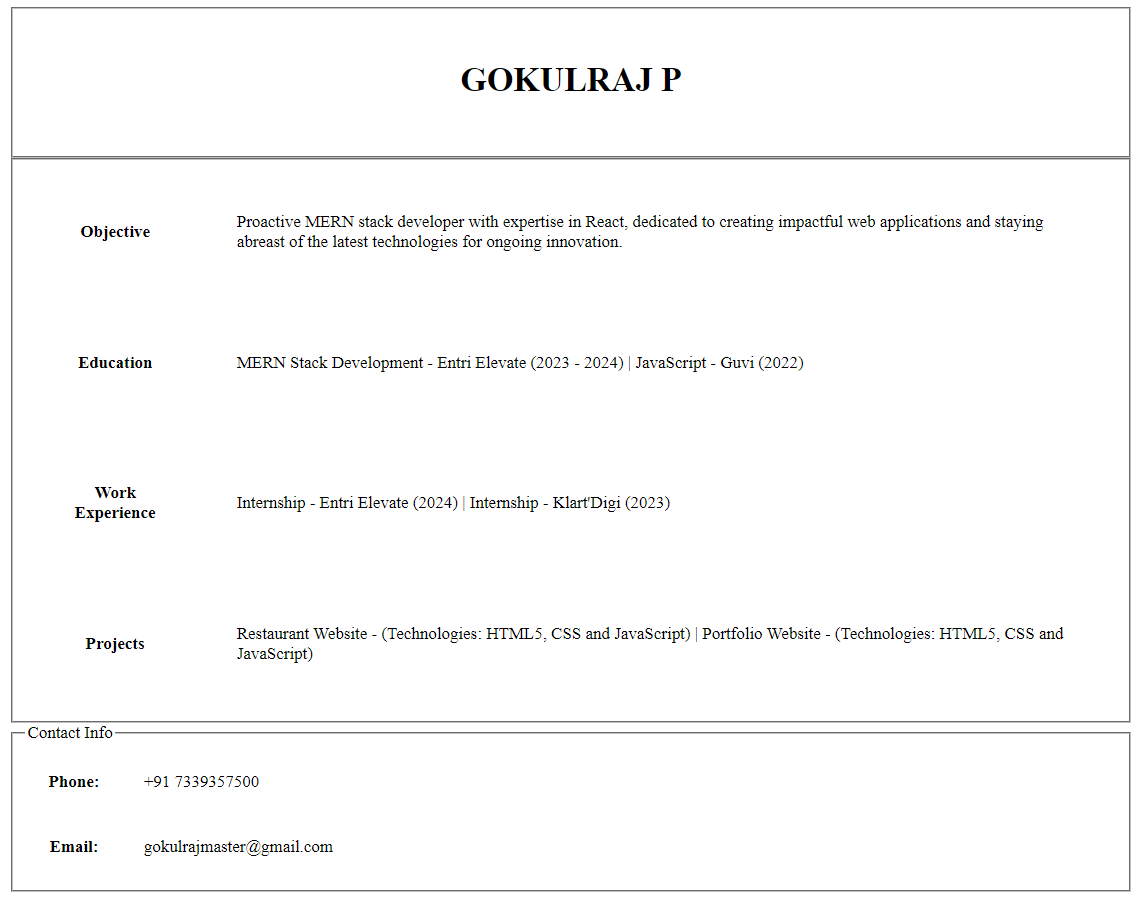 GOKULRAJ P
Objective
Proactive MERN stack developer with expertise in React, dedicated to creating impactful web applications and staying
abreast of the latest technologies for ongoing innovation.
Education
MERN Stack Development - Entri Elevate (2023 - 2024) | JavaScript - Guvi (2022)
Work
Experience
Internship - Entri Elevate (2024) | Internship - Klart'Digi (2023)
Projects
Restaurant Website - (Technologies: HTML5, CSS and JavaScript) | Portfolio Website - (Technologies: HTML5, CSS and
JavaScript)
Contact Info
Phone: +91 7339357500
Email: gokulrajmaster@gmail.com